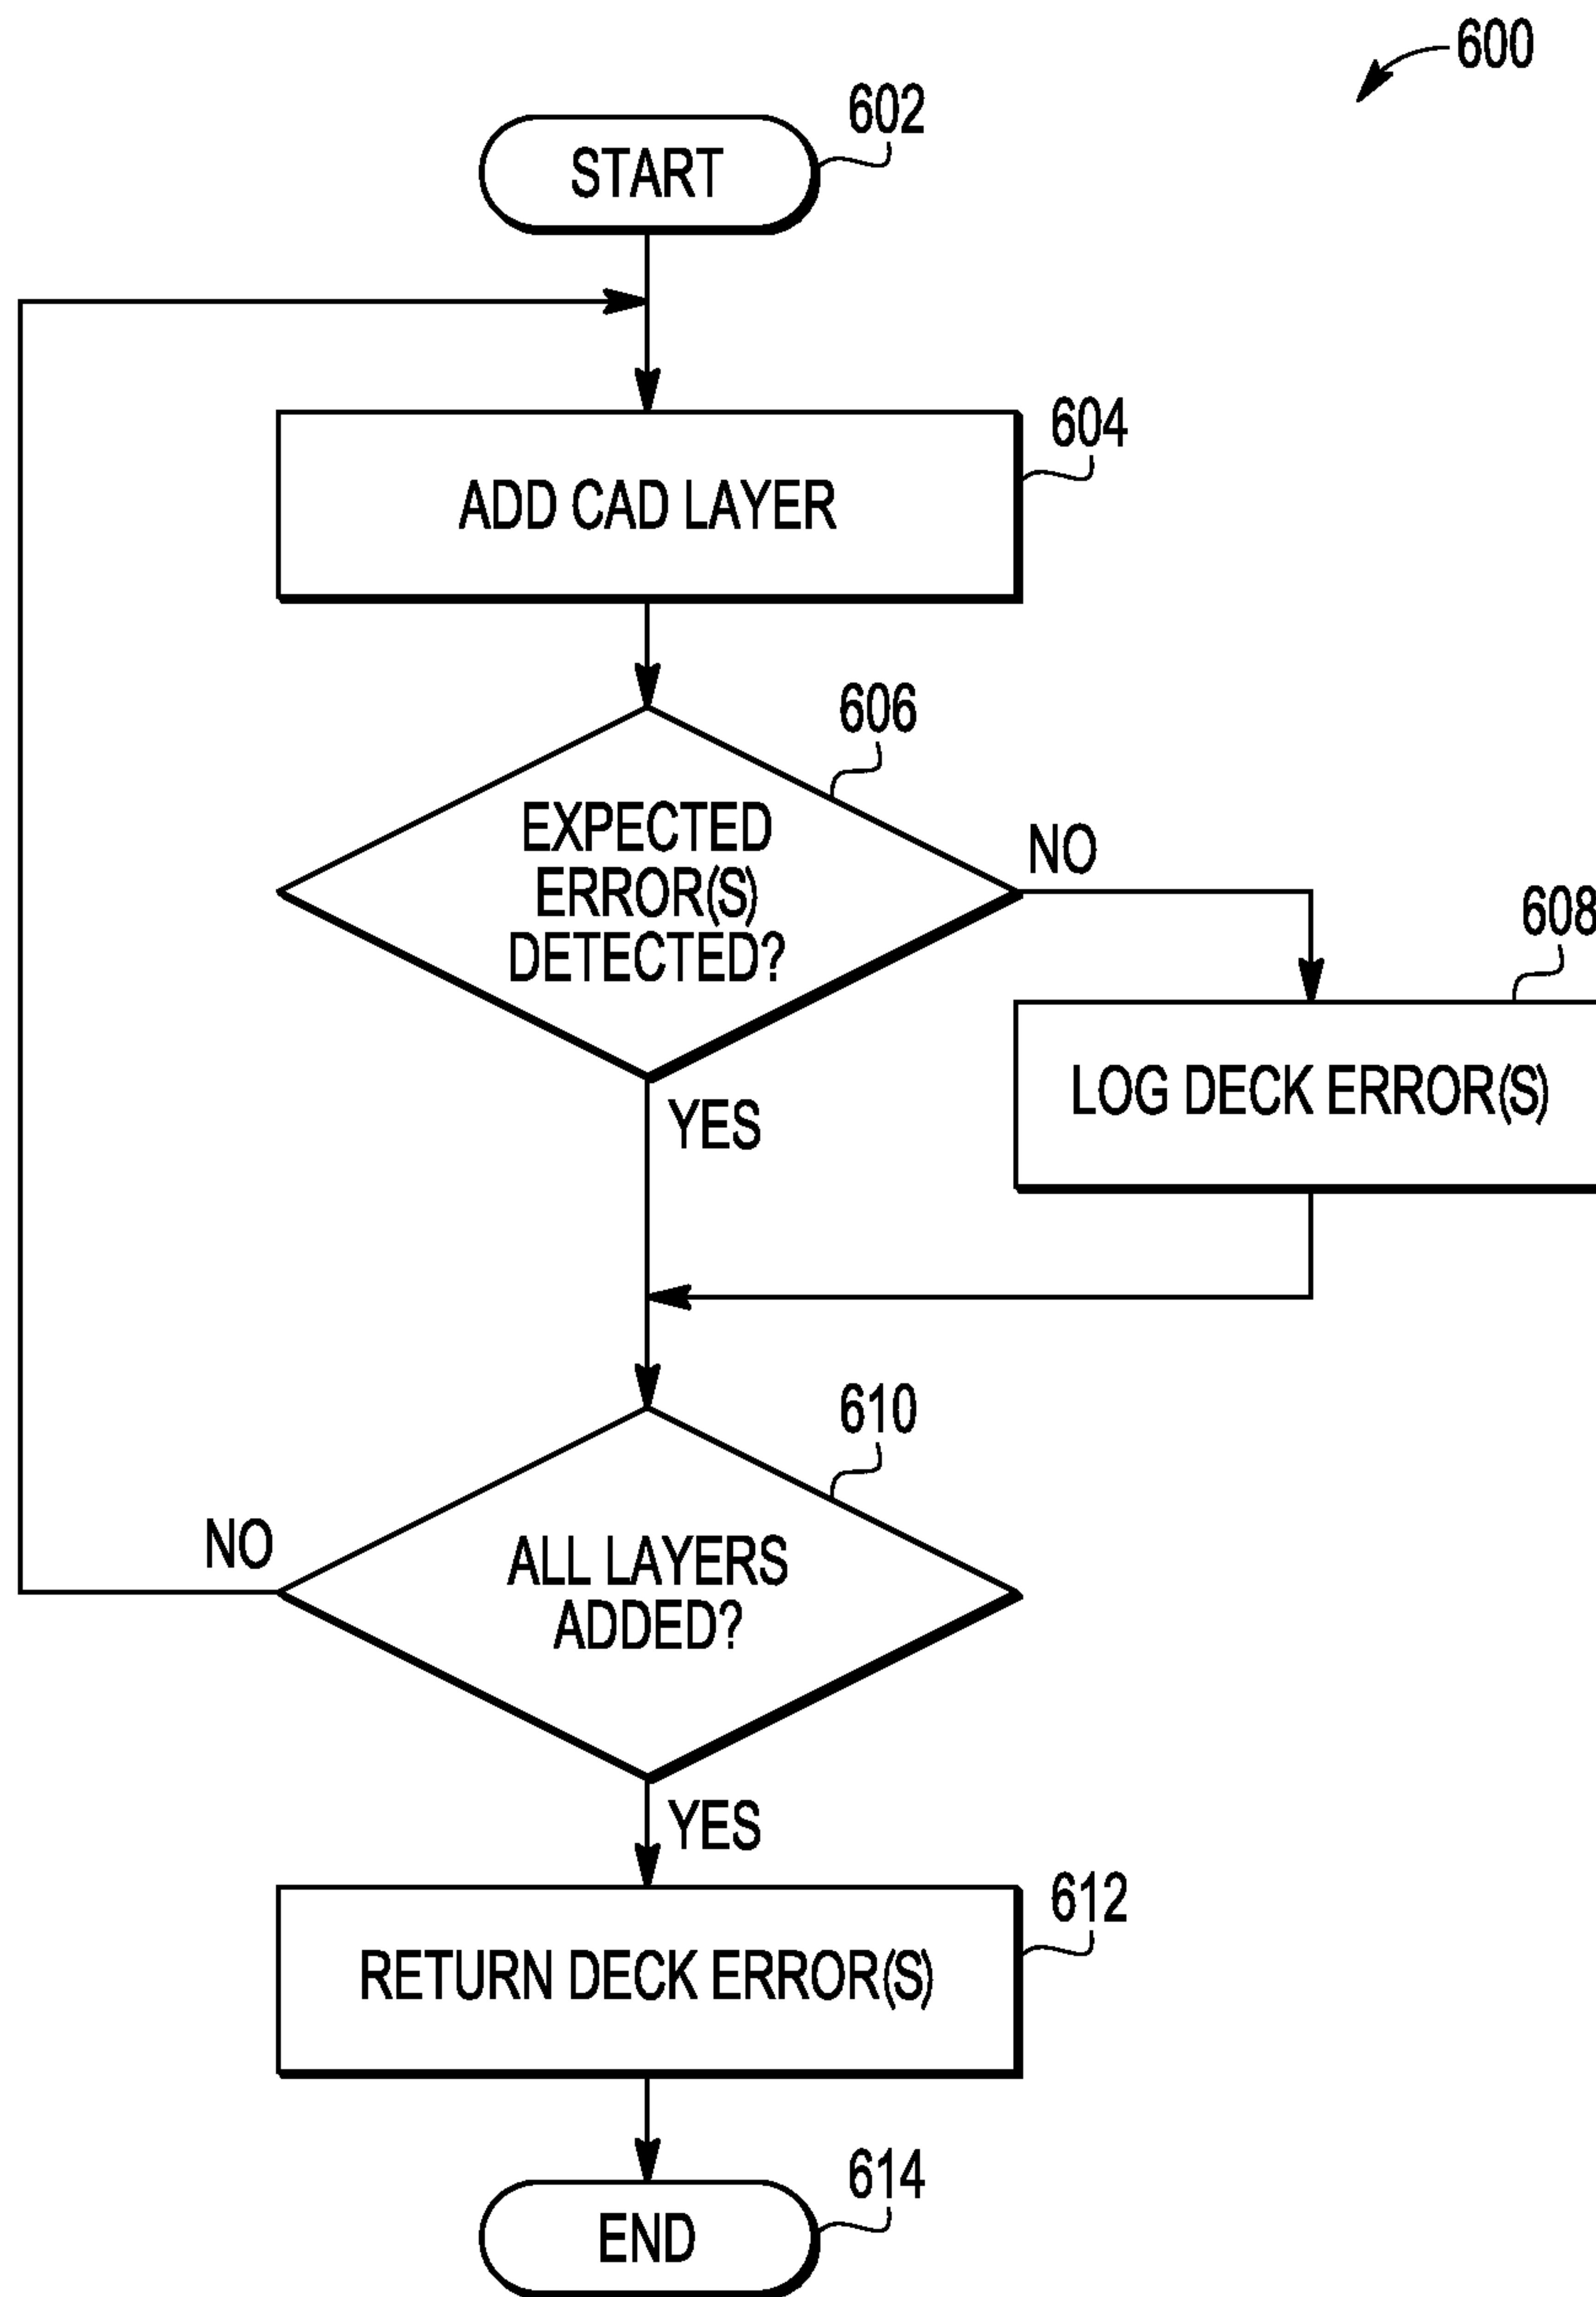 600
602
START
604
ADD CAD LAYER
606
EXPECTED
ERROR(S)
DETECTED?
NO
608
LOG DECK ERROR(S)
YES
610
NO
ALL LAYERS
ADDED?
YES
612
RETURN DECK ERROR(S)
614
END